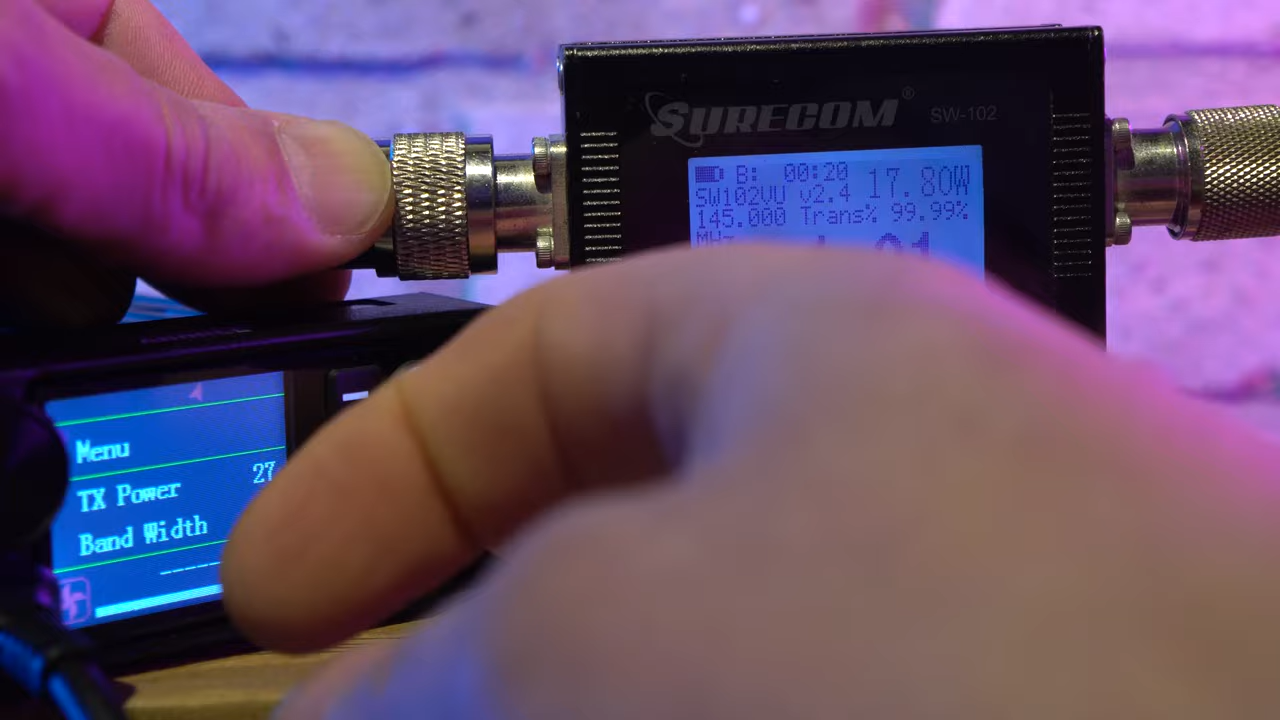 SURECOM® SW-102
B: 00:20 17.80W
SW102VU v2.4
145.000 Trans% 99.99%
Menu
TX Power 27
Band Width